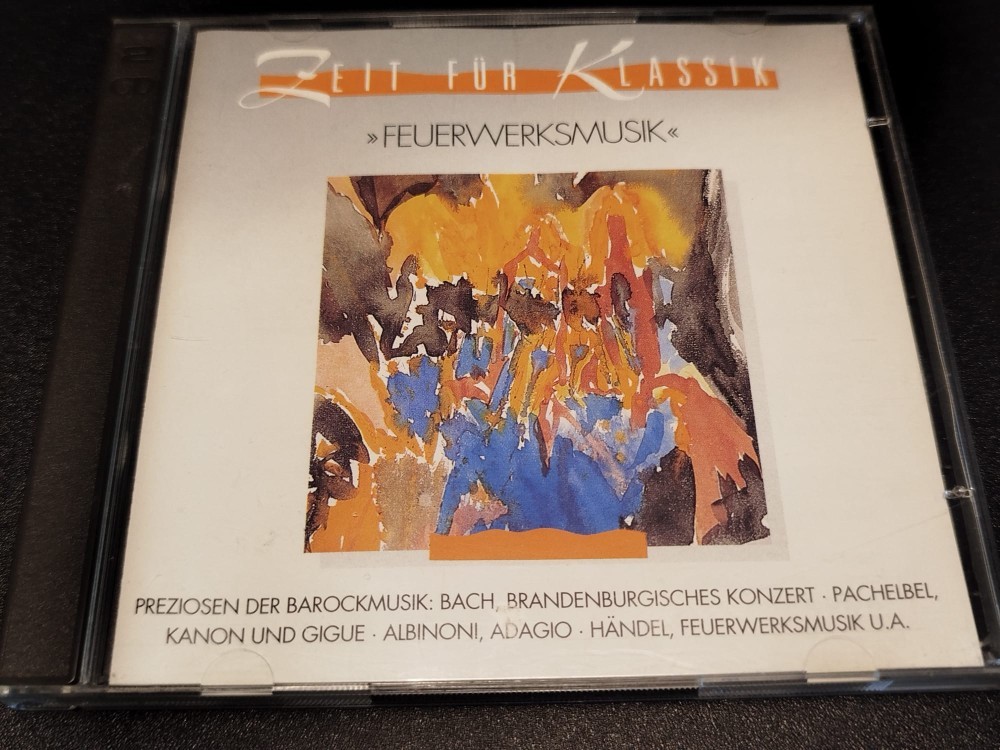 ZEIT FÜR KLASSIK
»FEUERWERKSMUSIK«
PREZIOSEN DER BAROCKMUSIK: BACH, BRANDENBURGISCHES KONZERT · PACHELBEL,
KANON UND GIGUE · ALBINONI, ADAGIO · HÄNDEL, FEUERWERKSMUSIK U.A.